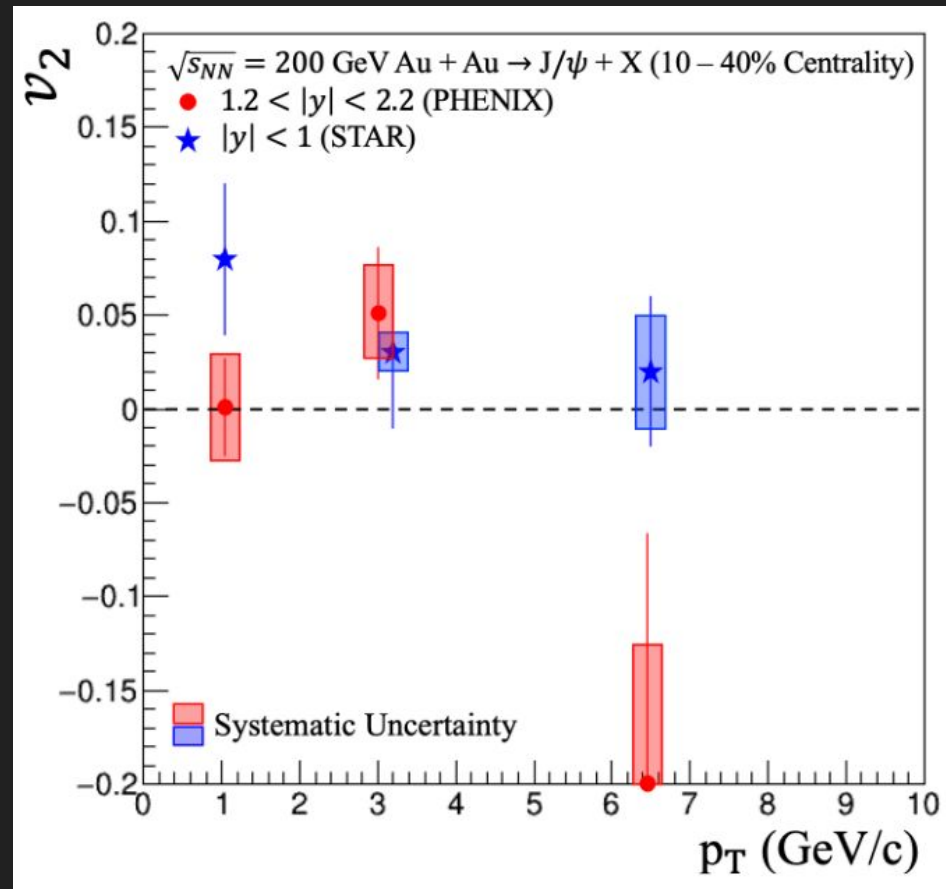 0.2
√s_NN = 200 GeV Au + Au → J/ψ + X (10 – 40% Centrality)
v₂
1.2 < |y| < 2.2 (PHENIX)
0.15
|y| < 1 (STAR)
0.1
0.05
0
−0.05
−0.1
−0.15
Systematic Uncertainty
−0.2
0 1 2 3 4 5 6 7 8 9 10
p_T (GeV/c)